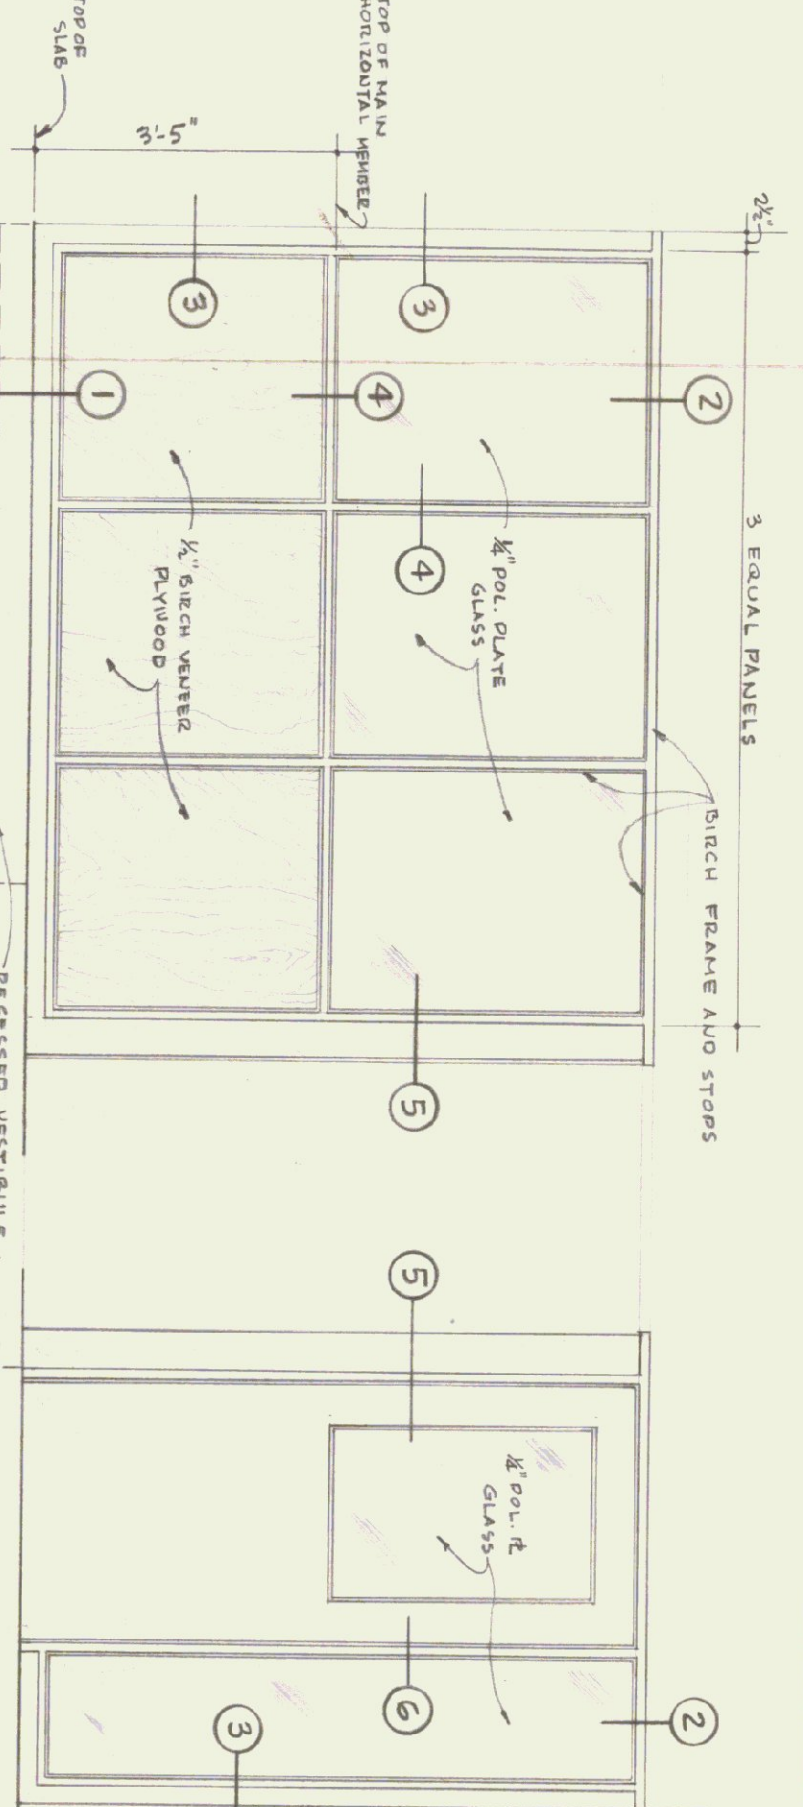 2½"
3 EQUAL PANELS
BIRCH FRAME AND STOPS
2
2
TOP OF MAIN
HORIZONTAL MEMBER
3
4
¼" POL. PLATE
GLASS
4
5
5
¼" POL. PL
GLASS
6
3'-5"
3
1
½" BIRCH VENEER
PLYWOOD
3
TOP OF
SLAB
RECESSED VESTIBULE